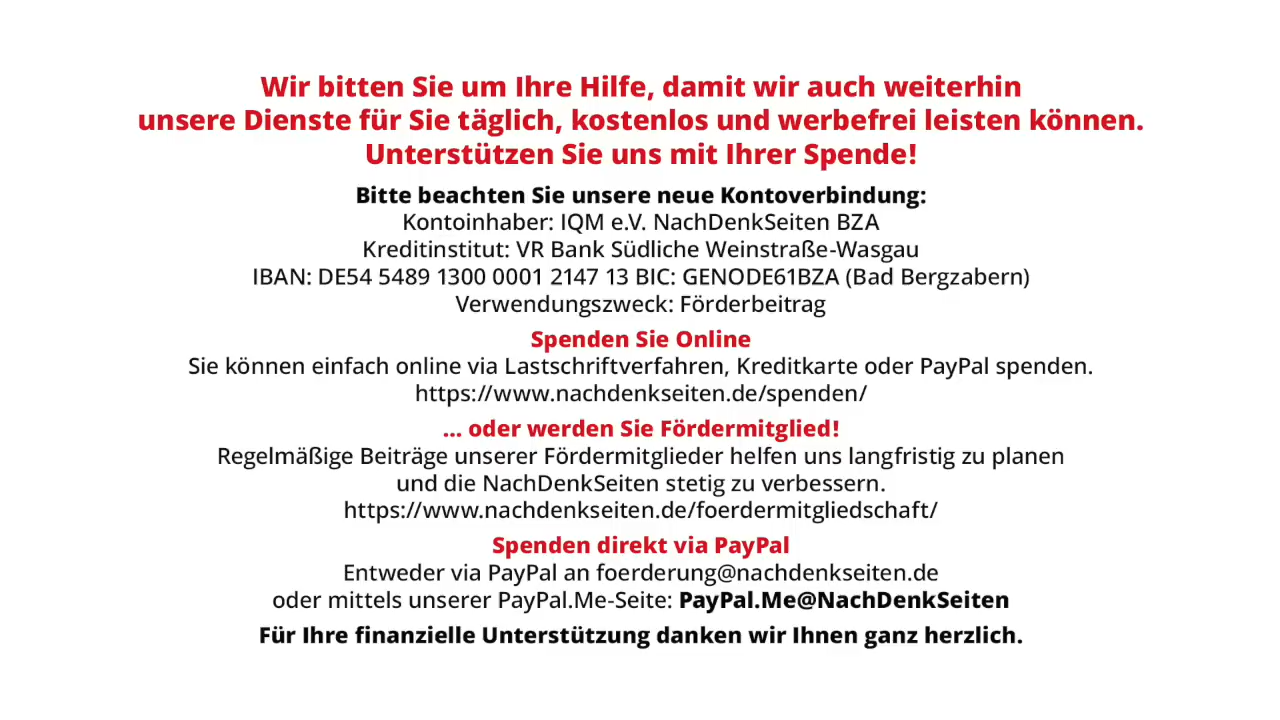 Wir bitten Sie um Ihre Hilfe, damit wir auch weiterhin
unsere Dienste für Sie täglich, kostenlos und werbefrei leisten können.
Unterstützen Sie uns mit Ihrer Spende!
Bitte beachten Sie unsere neue Kontoverbindung:
Kontoinhaber: IQM e.V. NachDenkSeiten BZA
Kreditinstitut: VR Bank Südliche Weinstraße-Wasgau
IBAN: DE54 5489 1300 0001 2147 13 BIC: GENODE61BZA (Bad Bergzabern)
Verwendungszweck: Förderbeitrag
Spenden Sie Online
Sie können einfach online via Lastschriftverfahren, Kreditkarte oder PayPal spenden.
https://www.nachdenkseiten.de/spenden/
... oder werden Sie Fördermitglied!
Regelmäßige Beiträge unserer Fördermitglieder helfen uns langfristig zu planen
und die NachDenkSeiten stetig zu verbessern.
https://www.nachdenkseiten.de/foerdermitgliedschaft/
Spenden direkt via PayPal
Entweder via PayPal an foerderung@nachdenkseiten.de
oder mittels unserer PayPal.Me-Seite: PayPal.Me@NachDenkSeiten
Für Ihre finanzielle Unterstützung danken wir Ihnen ganz herzlich.